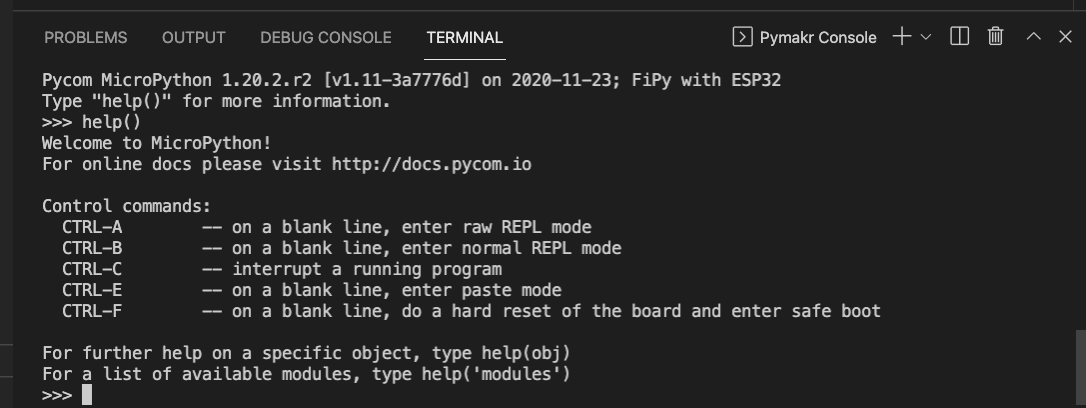 PROBLEMS OUTPUT DEBUG CONSOLE TERMINAL Pymakr Console
Pycom MicroPython 1.20.2.r2 [v1.11-3a7776d] on 2020-11-23; FiPy with ESP32
Type "help()" for more information.
>>> help()
Welcome to MicroPython!
For online docs please visit http://docs.pycom.io
Control commands:
CTRL-A -- on a blank line, enter raw REPL mode
CTRL-B -- on a blank line, enter normal REPL mode
CTRL-C -- interrupt a running program
CTRL-E -- on a blank line, enter paste mode
CTRL-F -- on a blank line, do a hard reset of the board and enter safe boot
For further help on a specific object, type help(obj)
For a list of available modules, type help('modules')
>>>